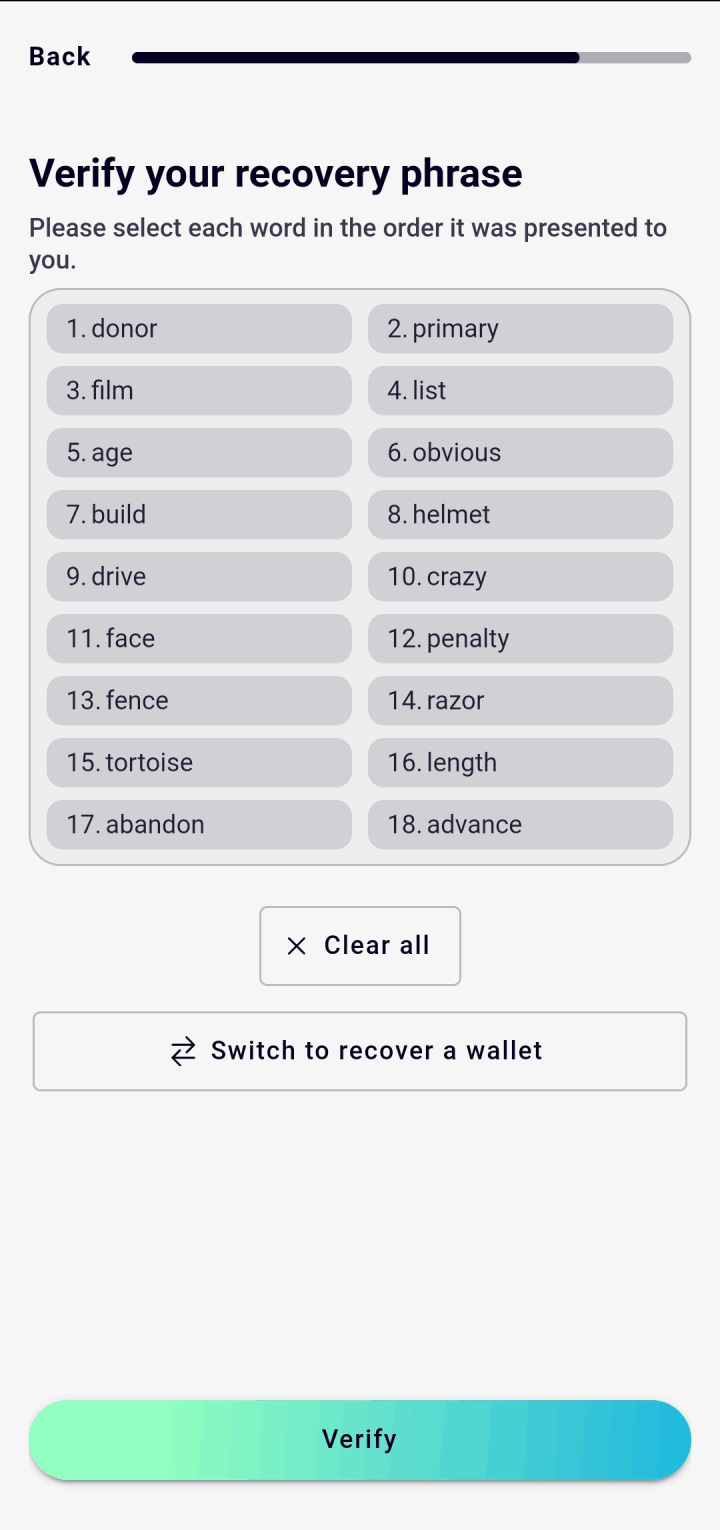 Back
Verify your recovery phrase
Please select each word in the order it was presented to
you.
1. donor
2. primary
3. film
4. list
5. age
6. obvious
7. build
8. helmet
9. drive
10. crazy
11. face
12. penalty
13. fence
14. razor
15. tortoise
16. length
17. abandon
18. advance
Clear all
Switch to recover a wallet
Verify